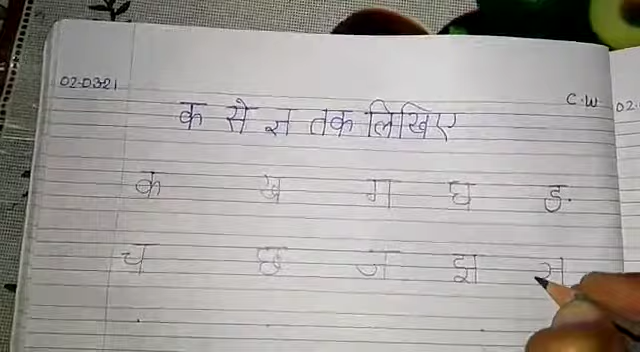 02-03-21 C.W
क से ज्ञ तक लिखिए
क ख ग घ ङ
च छ ज झ ञ